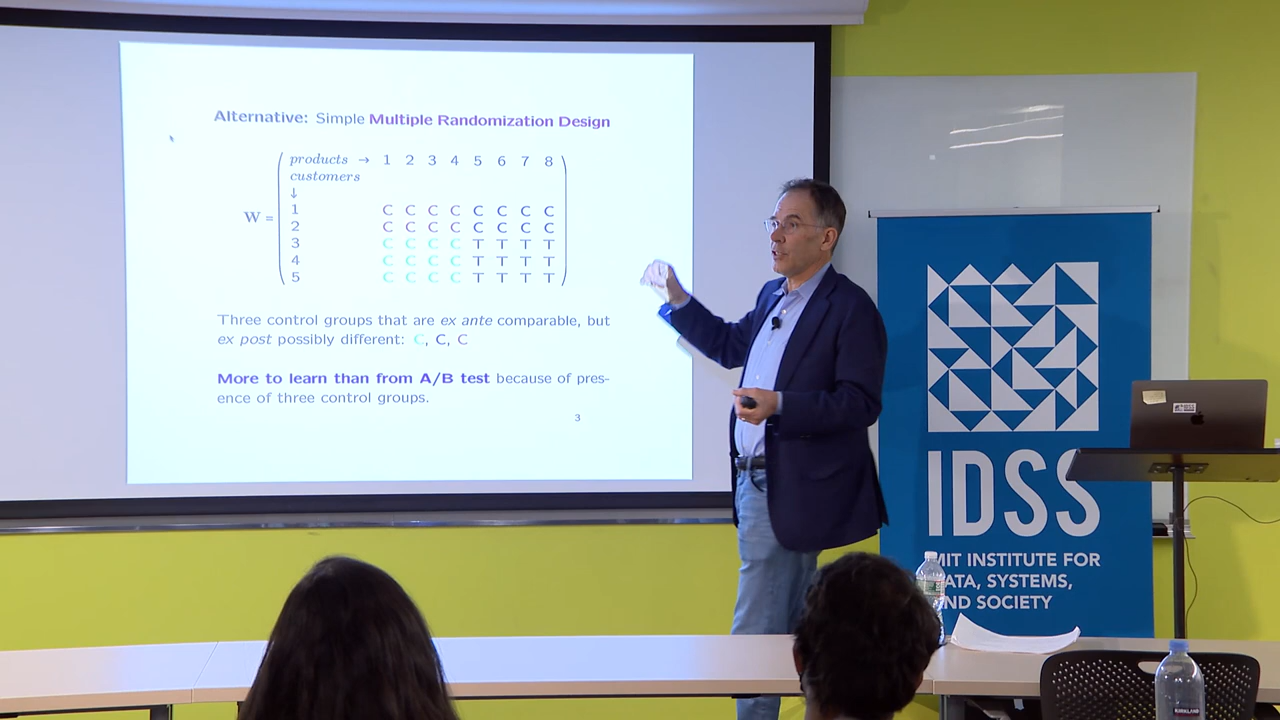 Alternative: Simple Multiple Randomization Design
products → 1 2 3 4 5 6 7 8
customers
↓
W =
1 C C C C C C C C
2 C C C C C C C C
3 C C C C T T T T
4 C C C C T T T T
5 C C C C T T T T
Three control groups that are ex ante comparable, but
ex post possibly different: C, C, C
More to learn than from A/B test because of pres-
ence of three control groups.
3
IDSS
MIT INSTITUTE FOR
DATA, SYSTEMS,
AND SOCIETY
KIRKLAND